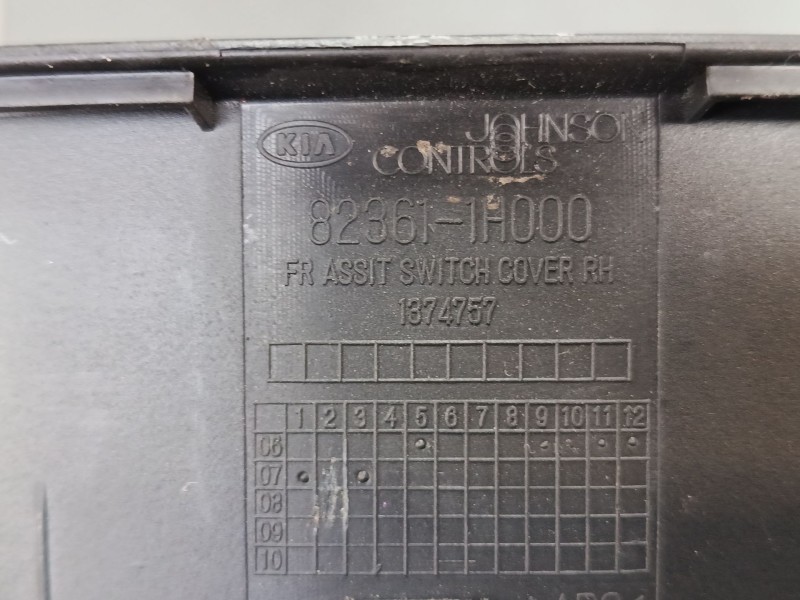 KIA
JOHNSON
CONTROLS
82361-1H000
FR ASSIT SWITCH COVER RH
1374757
1 2 3 4 5 6 7 8 9 10 11 12
06
07
08
09
10